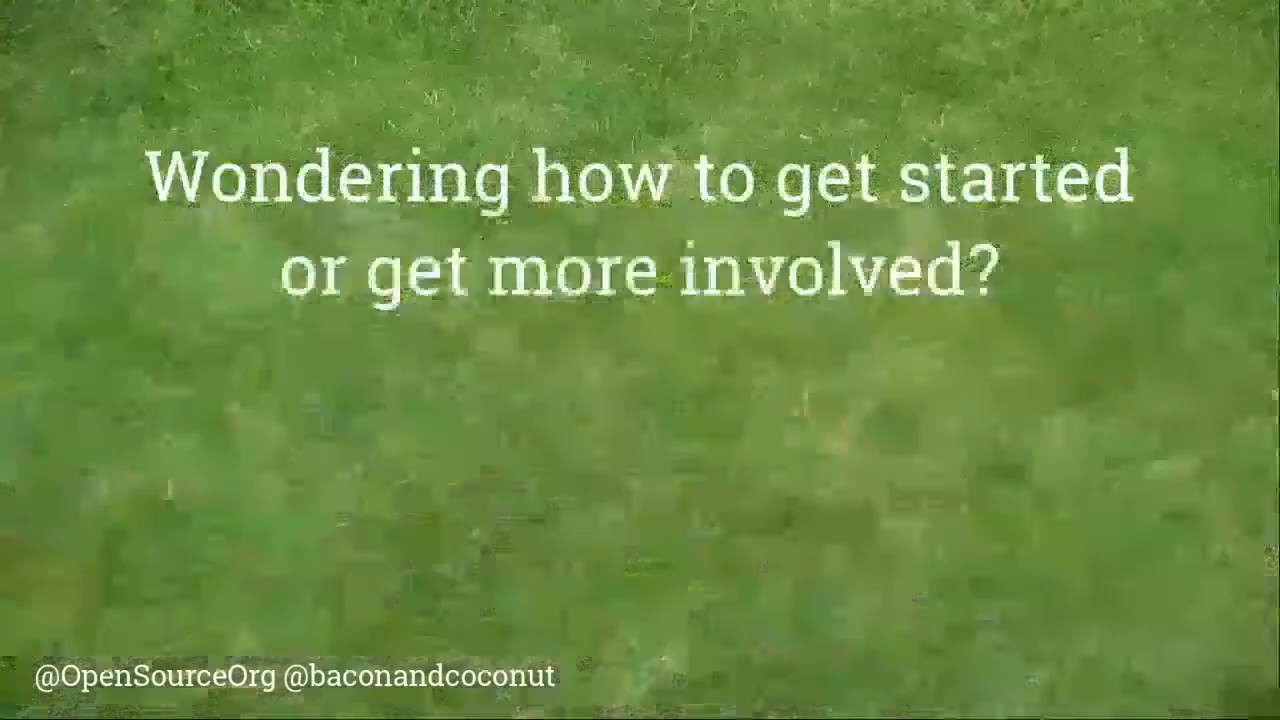 Wondering how to get started
or get more involved?
@OpenSourceOrg @baconandcoconut